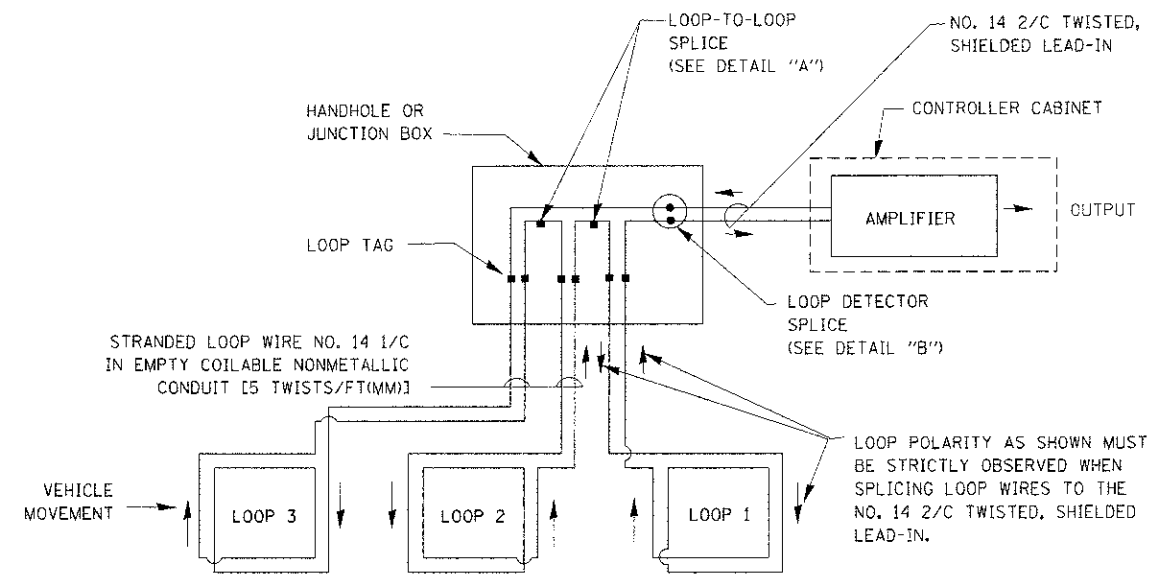 LOOP-TO-LOOP
SPLICE
(SEE DETAIL "A")
NO. 14 2/C TWISTED,
SHIELDED LEAD-IN
HANDHOLE OR
JUNCTION BOX
CONTROLLER CABINET
AMPLIFIER
OUTPUT
LOOP TAG
LOOP DETECTOR
SPLICE
(SEE DETAIL "B")
STRANDED LOOP WIRE NO. 14 1/C
IN EMPTY COILABLE NONMETALLIC
CONDUIT [5 TWISTS/FT(MM)]
LOOP POLARITY AS SHOWN MUST
BE STRICTLY OBSERVED WHEN
SPLICING LOOP WIRES TO THE
NO. 14 2/C TWISTED, SHIELDED
LEAD-IN.
VEHICLE
MOVEMENT
LOOP 3
LOOP 2
LOOP 1